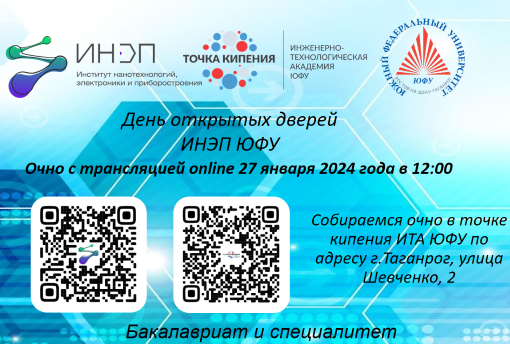 ИНЭП
Институт нанотехнологий,
электроники и приборостроения
ТОЧКА КИПЕНИЯ
ИНЖЕНЕРНО-
ТЕХНОЛОГИЧЕСКАЯ
АКАДЕМИЯ
ЮФУ
ЮЖНЫЙ ФЕДЕРАЛЬНЫЙ УНИВЕРСИТЕТ
ЮФУ
День открытых дверей
ИНЭП ЮФУ
Очно с трансляцией online 27 января 2024 года в 12:00
Собираемся очно в точке
кипения ИТА ЮФУ по
адресу г.Таганрог, улица
Шевченко, 2
Бакалавриат и специалитет